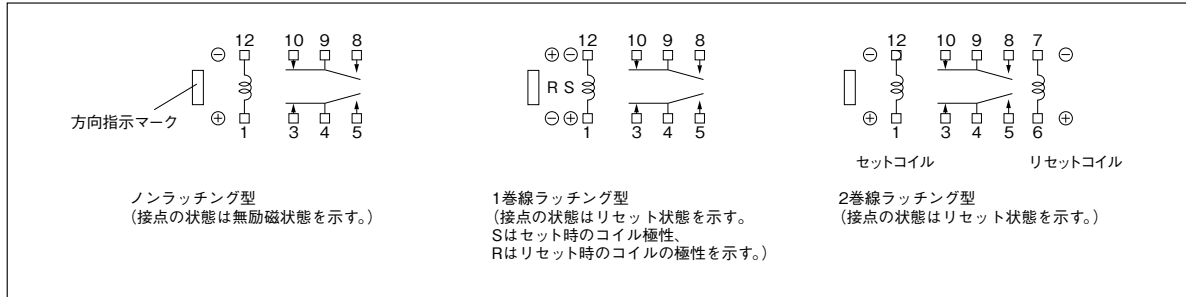 12 10 9 8
⊖
方向指示マーク
⊕
1 3 4 5
ノンラッチング型
(接点の状態は無励磁状態を示す。)
12 10 9 8
⊕⊖
R S
⊖⊕
1 3 4 5
1巻線ラッチング型
(接点の状態はリセット状態を示す。
Sはセット時のコイル極性、
Rはリセット時のコイルの極性を示す。)
12 10 9 8 7
⊖ ⊖
⊕ ⊕
1 3 4 5 6
セットコイル リセットコイル
2巻線ラッチング型
(接点の状態はリセット状態を示す。)